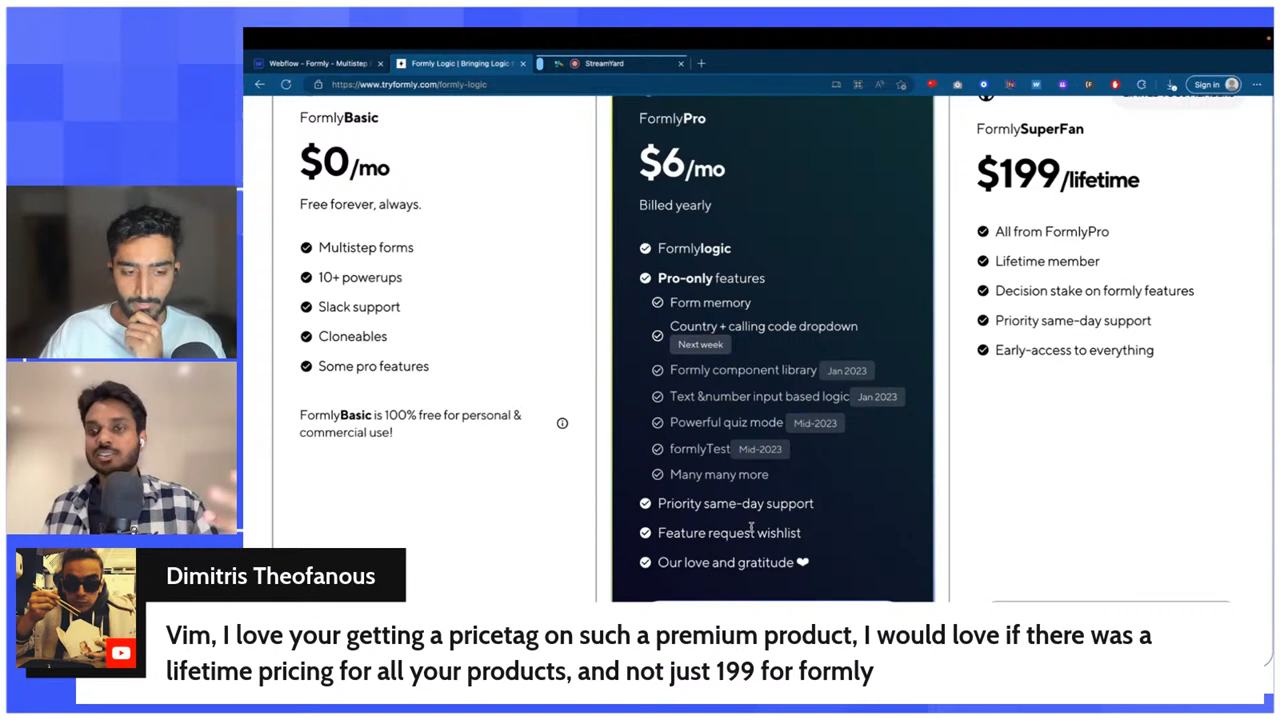 Webflow - Formly - Multistep
Formly Logic | Bringing Logic
StreamYard
https://www.tryformly.com/formly-logic
Sign in
FormlyBasic
$0/mo
Free forever, always.
Multistep forms
10+ powerups
Slack support
Cloneables
Some pro features
FormlyBasic is 100% free for personal &
commercial use!
FormlyPro
$6/mo
Billed yearly
Formlylogic
Pro-only features
Form memory
Country + calling code dropdown
Next week
Formly component library Jan 2023
Text &number input based logic Jan 2023
Powerful quiz mode Mid-2023
formlyTest Mid-2023
Many many more
Priority same-day support
Feature request wishlist
Our love and gratitude ❤
FormlySuperFan
$199/lifetime
All from FormlyPro
Lifetime member
Decision stake on formly features
Priority same-day support
Early-access to everything
Dimitris Theofanous
Vim, I love your getting a pricetag on such a premium product, I would love if there was a
lifetime pricing for all your products, and not just 199 for formly